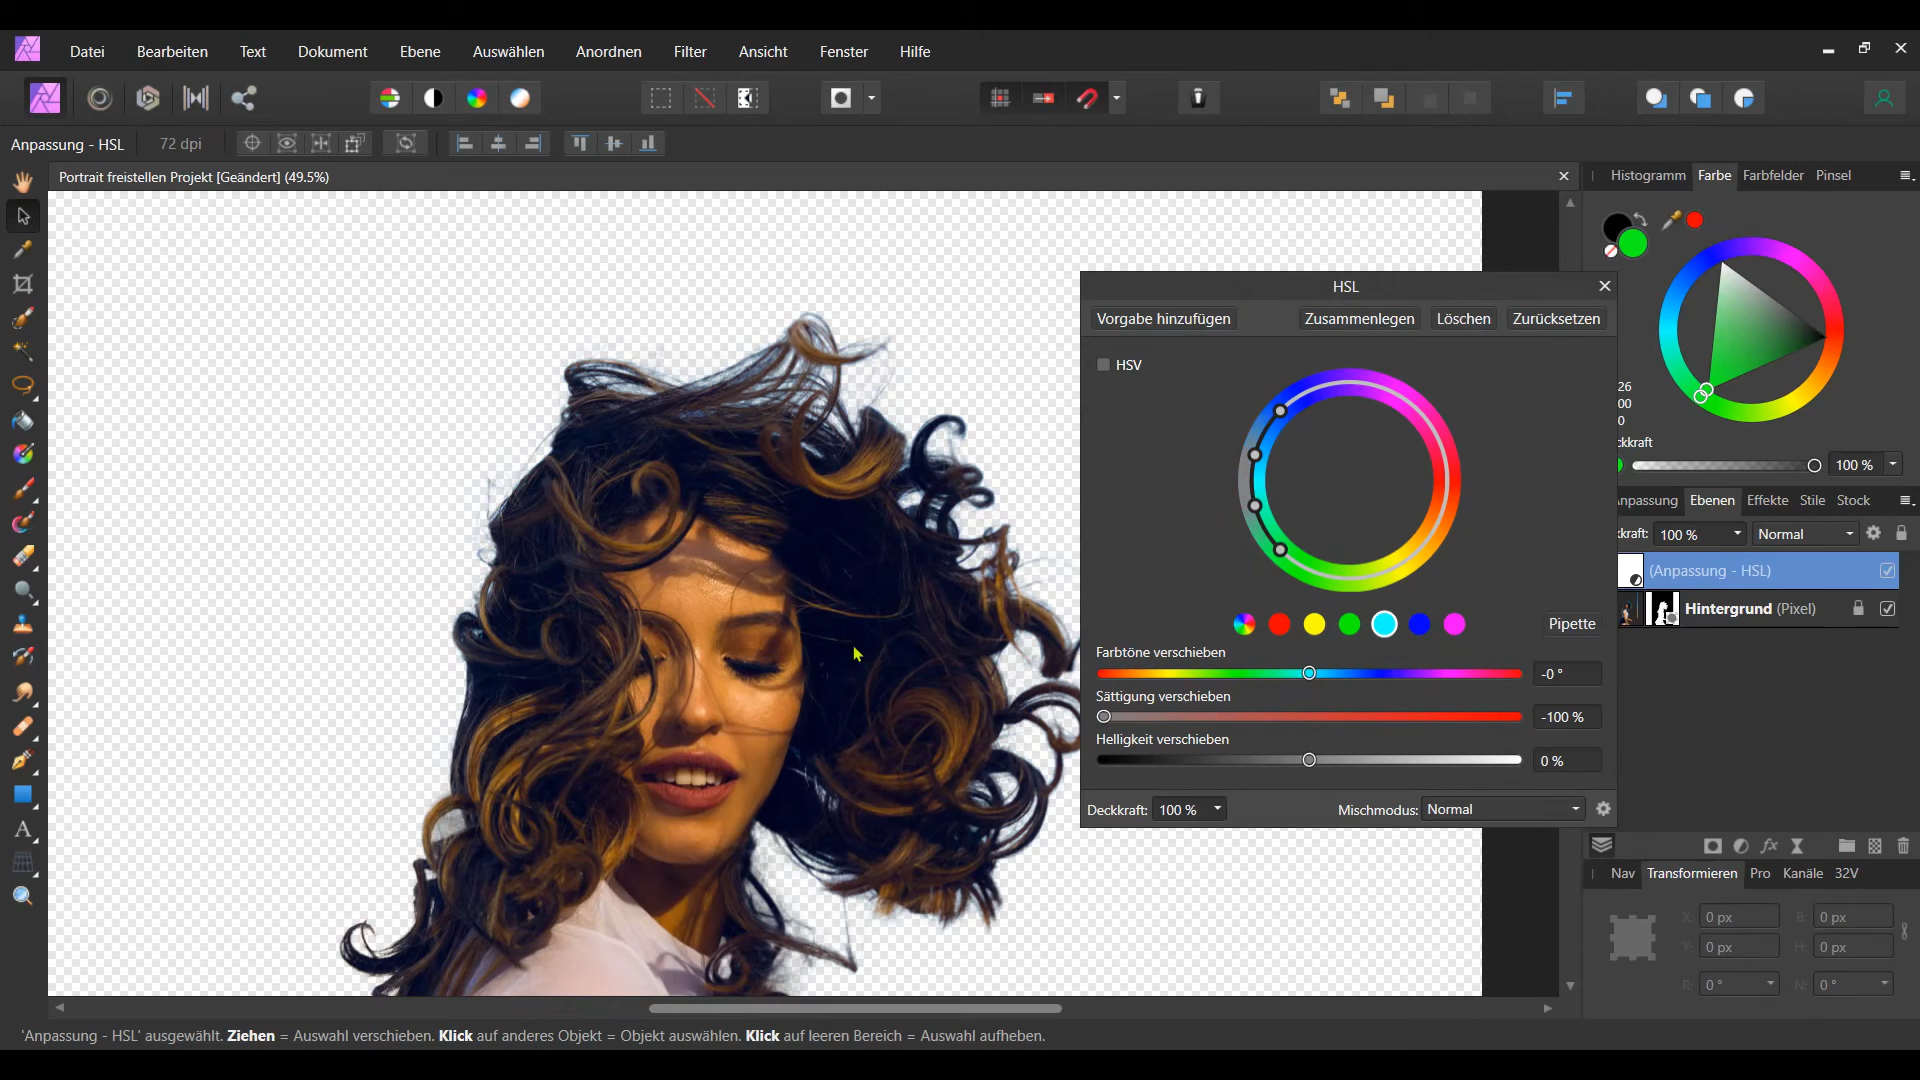 Datei Bearbeiten Text Dokument Ebene Auswählen Anordnen Filter Ansicht Fenster Hilfe
Anpassung - HSL 72 dpi
Portrait freistellen Projekt [Geändert] (49.5%)
Histogramm Farbe Farbfelder Pinsel
HSL
Vorgabe hinzufügen Zusammenlegen Löschen Zurücksetzen
HSV
26
00
0
ckkraft
100 %
Pipette
Farbtöne verschieben
-0 °
Sättigung verschieben
-100 %
Helligkeit verschieben
0 %
Deckkraft: 100 % Mischmodus: Normal
npassung Ebenen Effekte Stile Stock
kraft: 100 % Normal
(Anpassung - HSL)
Hintergrund (Pixel)
fx
Nav Transformieren Pro Kanäle 32V
X: 0 px B: 0 px
Y: 0 px H: 0 px
R: 0 ° N: 0 °
A
'Anpassung - HSL' ausgewählt. Ziehen = Auswahl verschieben. Klick auf anderes Objekt = Objekt auswählen. Klick auf leeren Bereich = Auswahl aufheben.